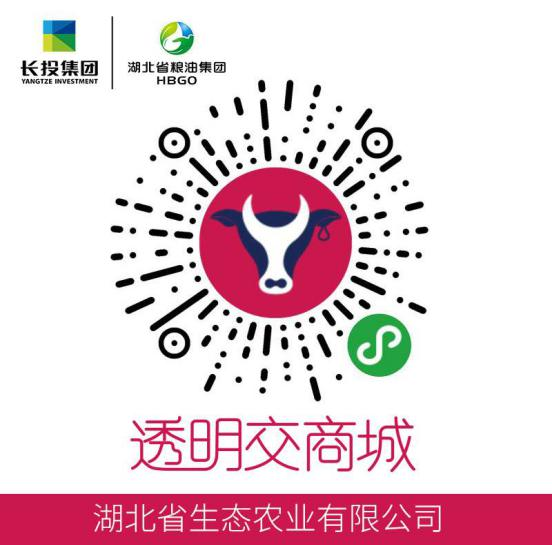 长投集团
YANGTZE INVESTMENT
湖北省粮油集团
HBGO
透明交商城
湖北省生态农业有限公司